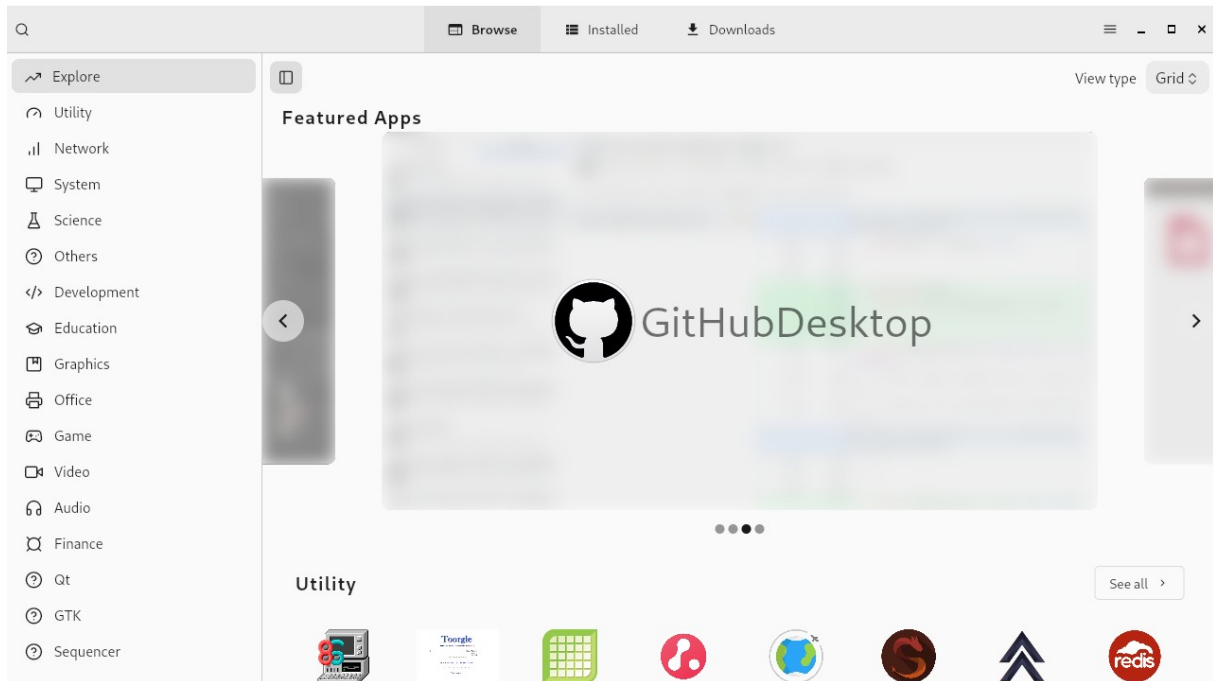 Browse
Installed
Downloads
Explore
Utility
Network
System
Science
Others
Development
Education
Graphics
Office
Game
Video
Audio
Finance
Qt
GTK
Sequencer
View type
Grid
Featured Apps
GitHubDesktop
Utility
See all
Toorgle
redis